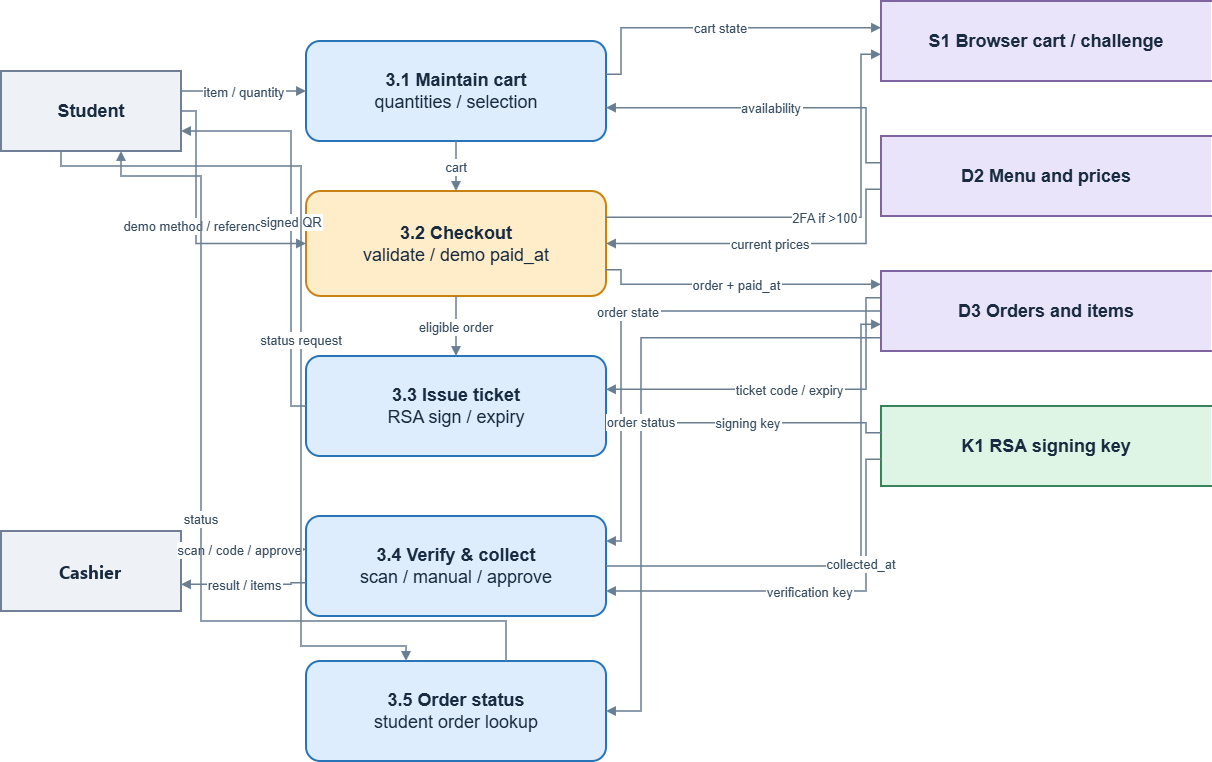 cart state
S1 Browser cart / challenge
3.1 Maintain cart
quantities / selection
Student
item / quantity
availability
cart
D2 Menu and prices
demo method / referenc
signed QR
3.2 Checkout
validate / demo paid_at
2FA if >100
current prices
order + paid_at
order state
D3 Orders and items
eligible order
status request
3.3 Issue ticket
RSA sign / expiry
ticket code / expiry
order status
signing key
K1 RSA signing key
status
scan / code / approve
Cashier
result / items
3.4 Verify & collect
scan / manual / approve
collected_at
verification key
3.5 Order status
student order lookup